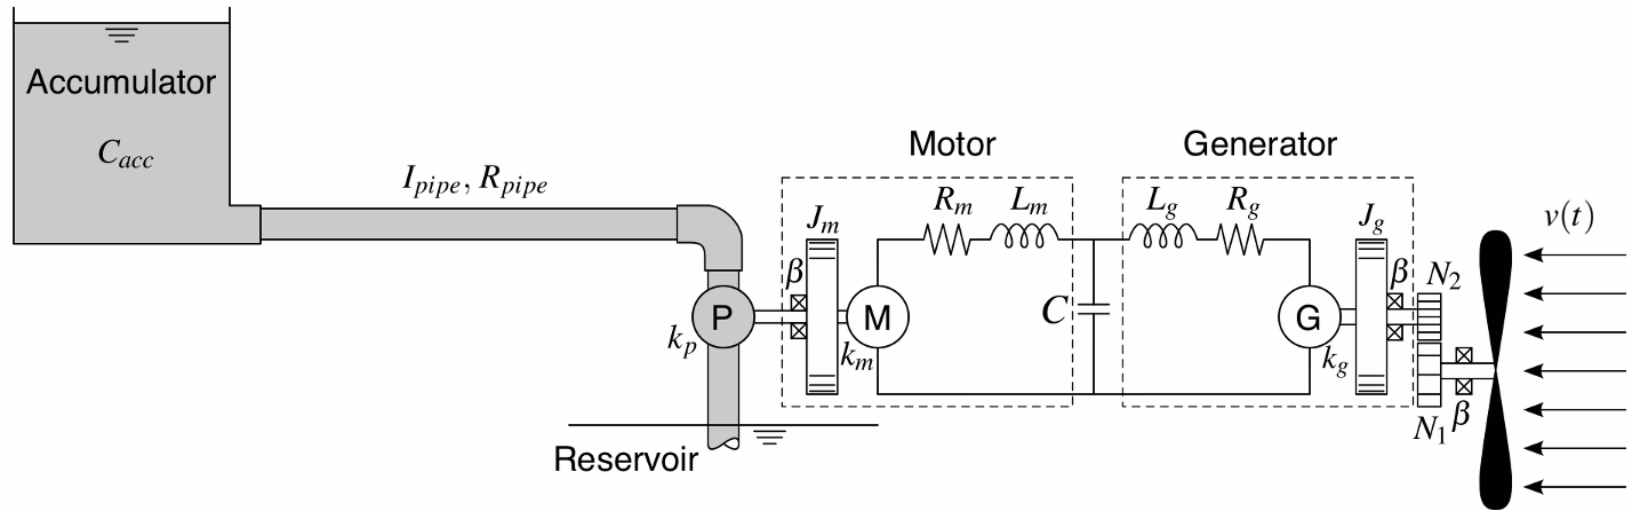 Accumulator
C_acc
I_pipe, R_pipe
Motor
Generator
R_m
L_m
L_g
R_g
J_m
J_g
v(t)
β
β
N_2
P
M
C
G
k_p
k_m
k_g
N_1
β
Reservoir